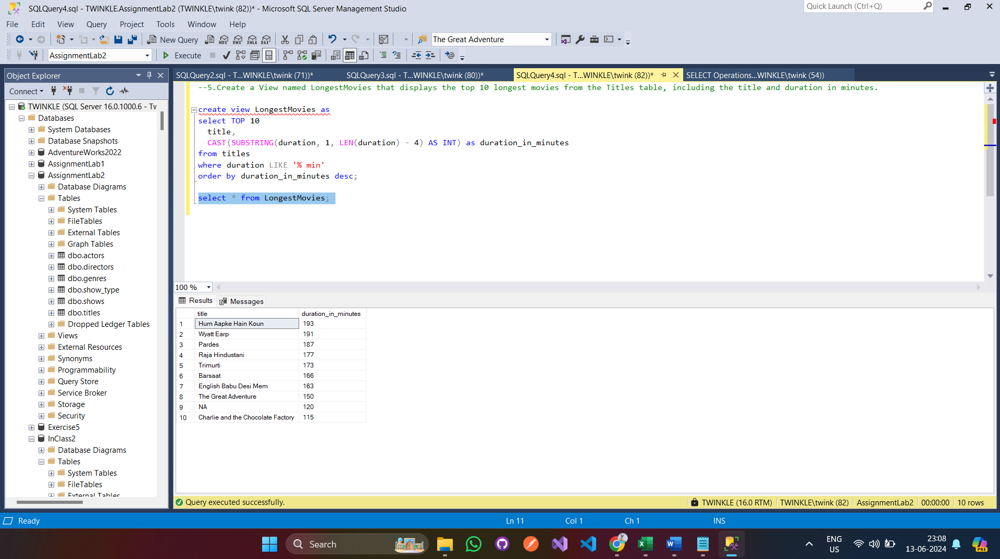 SQLQuery4.sql - TWINKLE.AssignmentLab2 (TWINKLE\twink (82))* - Microsoft SQL Server Management Studio
Quick Launch (Ctrl+Q)
File Edit View Query Project Tools Window Help
New Query MDX DMX XMLA DAX The Great Adventure
AssignmentLab2 Execute
Object Explorer
SQLQuery2.sql - T...WINKLE\twink (71))*
SQLQuery3.sql - T...WINKLE\twink (80))*
SQLQuery4.sql - T...WINKLE\twink (82))*
SELECT Operations...WINKLE\twink (54))
Connect
TWINKLE (SQL Server 16.0.1000.6 - TW
Databases
System Databases
Database Snapshots
AdventureWorks2022
AssignmentLab1
AssignmentLab2
Database Diagrams
Tables
System Tables
FileTables
External Tables
Graph Tables
dbo.actors
dbo.directors
dbo.genres
dbo.show_type
dbo.shows
dbo.titles
Dropped Ledger Tables
Views
External Resources
Synonyms
Programmability
Query Store
Service Broker
Storage
Security
Exercise5
InClass2
Database Diagrams
Tables
System Tables
FileTables
External Tables
--5.Create a View named LongestMovies that displays the top 10 longest movies from the Titles table, including the title and duration in minutes.
create view LongestMovies as
select TOP 10
title,
CAST(SUBSTRING(duration, 1, LEN(duration) - 4) AS INT) as duration_in_minutes
from titles
where duration LIKE '% min'
order by duration_in_minutes desc;
select * from LongestMovies;
100 %
Results Messages
title duration_in_minutes
1 Hum Aapke Hain Koun 193
2 Wyatt Earp 191
3 Pardes 187
4 Raja Hindustani 177
5 Trimurti 173
6 Barsaat 166
7 English Babu Desi Mem 163
8 The Great Adventure 150
9 NA 120
10 Charlie and the Chocolate Factory 115
Query executed successfully.
TWINKLE (16.0 RTM) TWINKLE\twink (82) AssignmentLab2 00:00:00 10 rows
Ready Ln 11 Col 1 Ch 1 INS
Search
ENG
US
23:08
13-06-2024
PRE